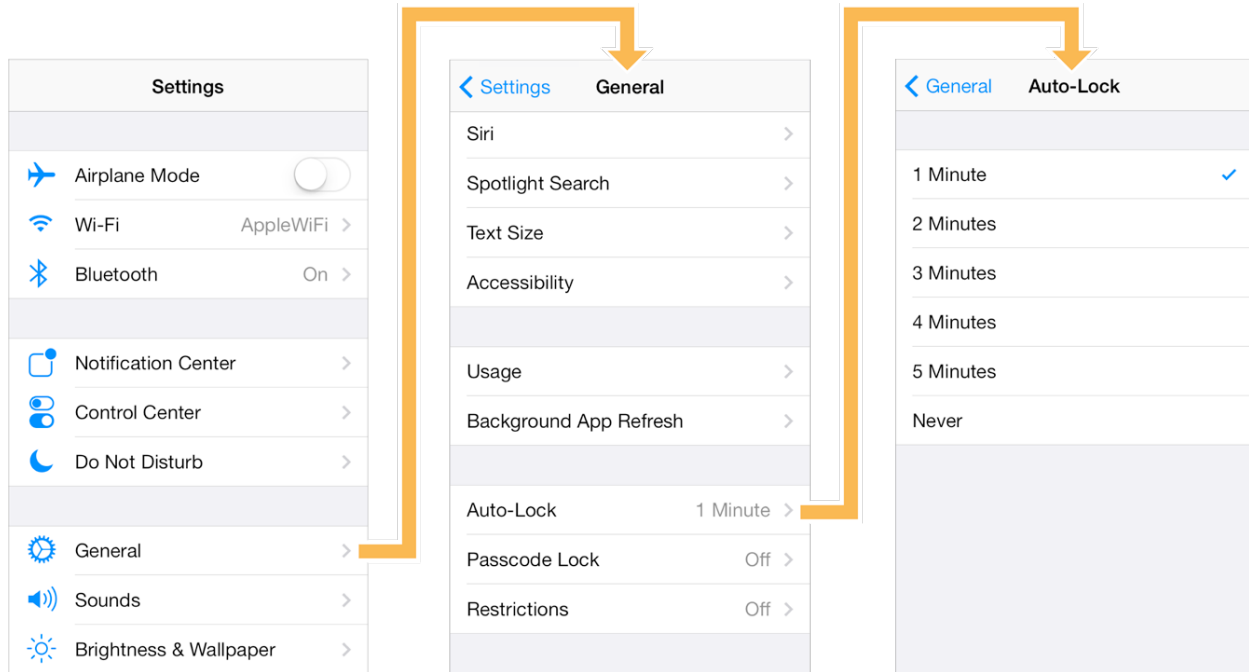 Settings
Airplane Mode
Wi-Fi AppleWiFi
Bluetooth On
Notification Center
Control Center
Do Not Disturb
General
Sounds
Brightness & Wallpaper
Settings General
Siri
Spotlight Search
Text Size
Accessibility
Usage
Background App Refresh
Auto-Lock 1 Minute
Passcode Lock Off
Restrictions Off
General Auto-Lock
1 Minute
2 Minutes
3 Minutes
4 Minutes
5 Minutes
Never